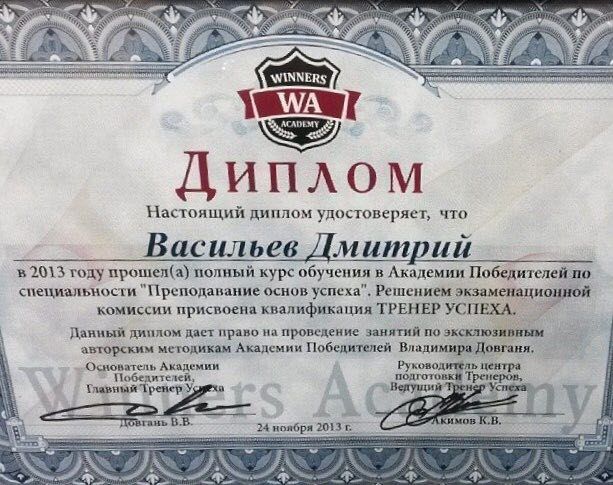 WINNERS
WA
ACADEMY
Диплом
Настоящий диплом удостоверяет, что
Васильев Дмитрий
в 2013 году прошел(а) полный курс обучения в Академии Победителей по
специальности "Преподавание основ успеха". Решением экзаменационной
комиссии присвоена квалификация ТРЕНЕР УСПЕХА.
Данный диплом дает право на проведение занятий по эксклюзивным
авторским методикам Академии Победителей Владимира Довганя.
Основатель Академии
Победителей,
Главный Тренер Успеха
Довгань В.В.
Руководитель центра
подготовки Тренеров,
Ведущий Тренер Успеха
Акимов К.В.
Winners Academy
24 ноября 2013 г.